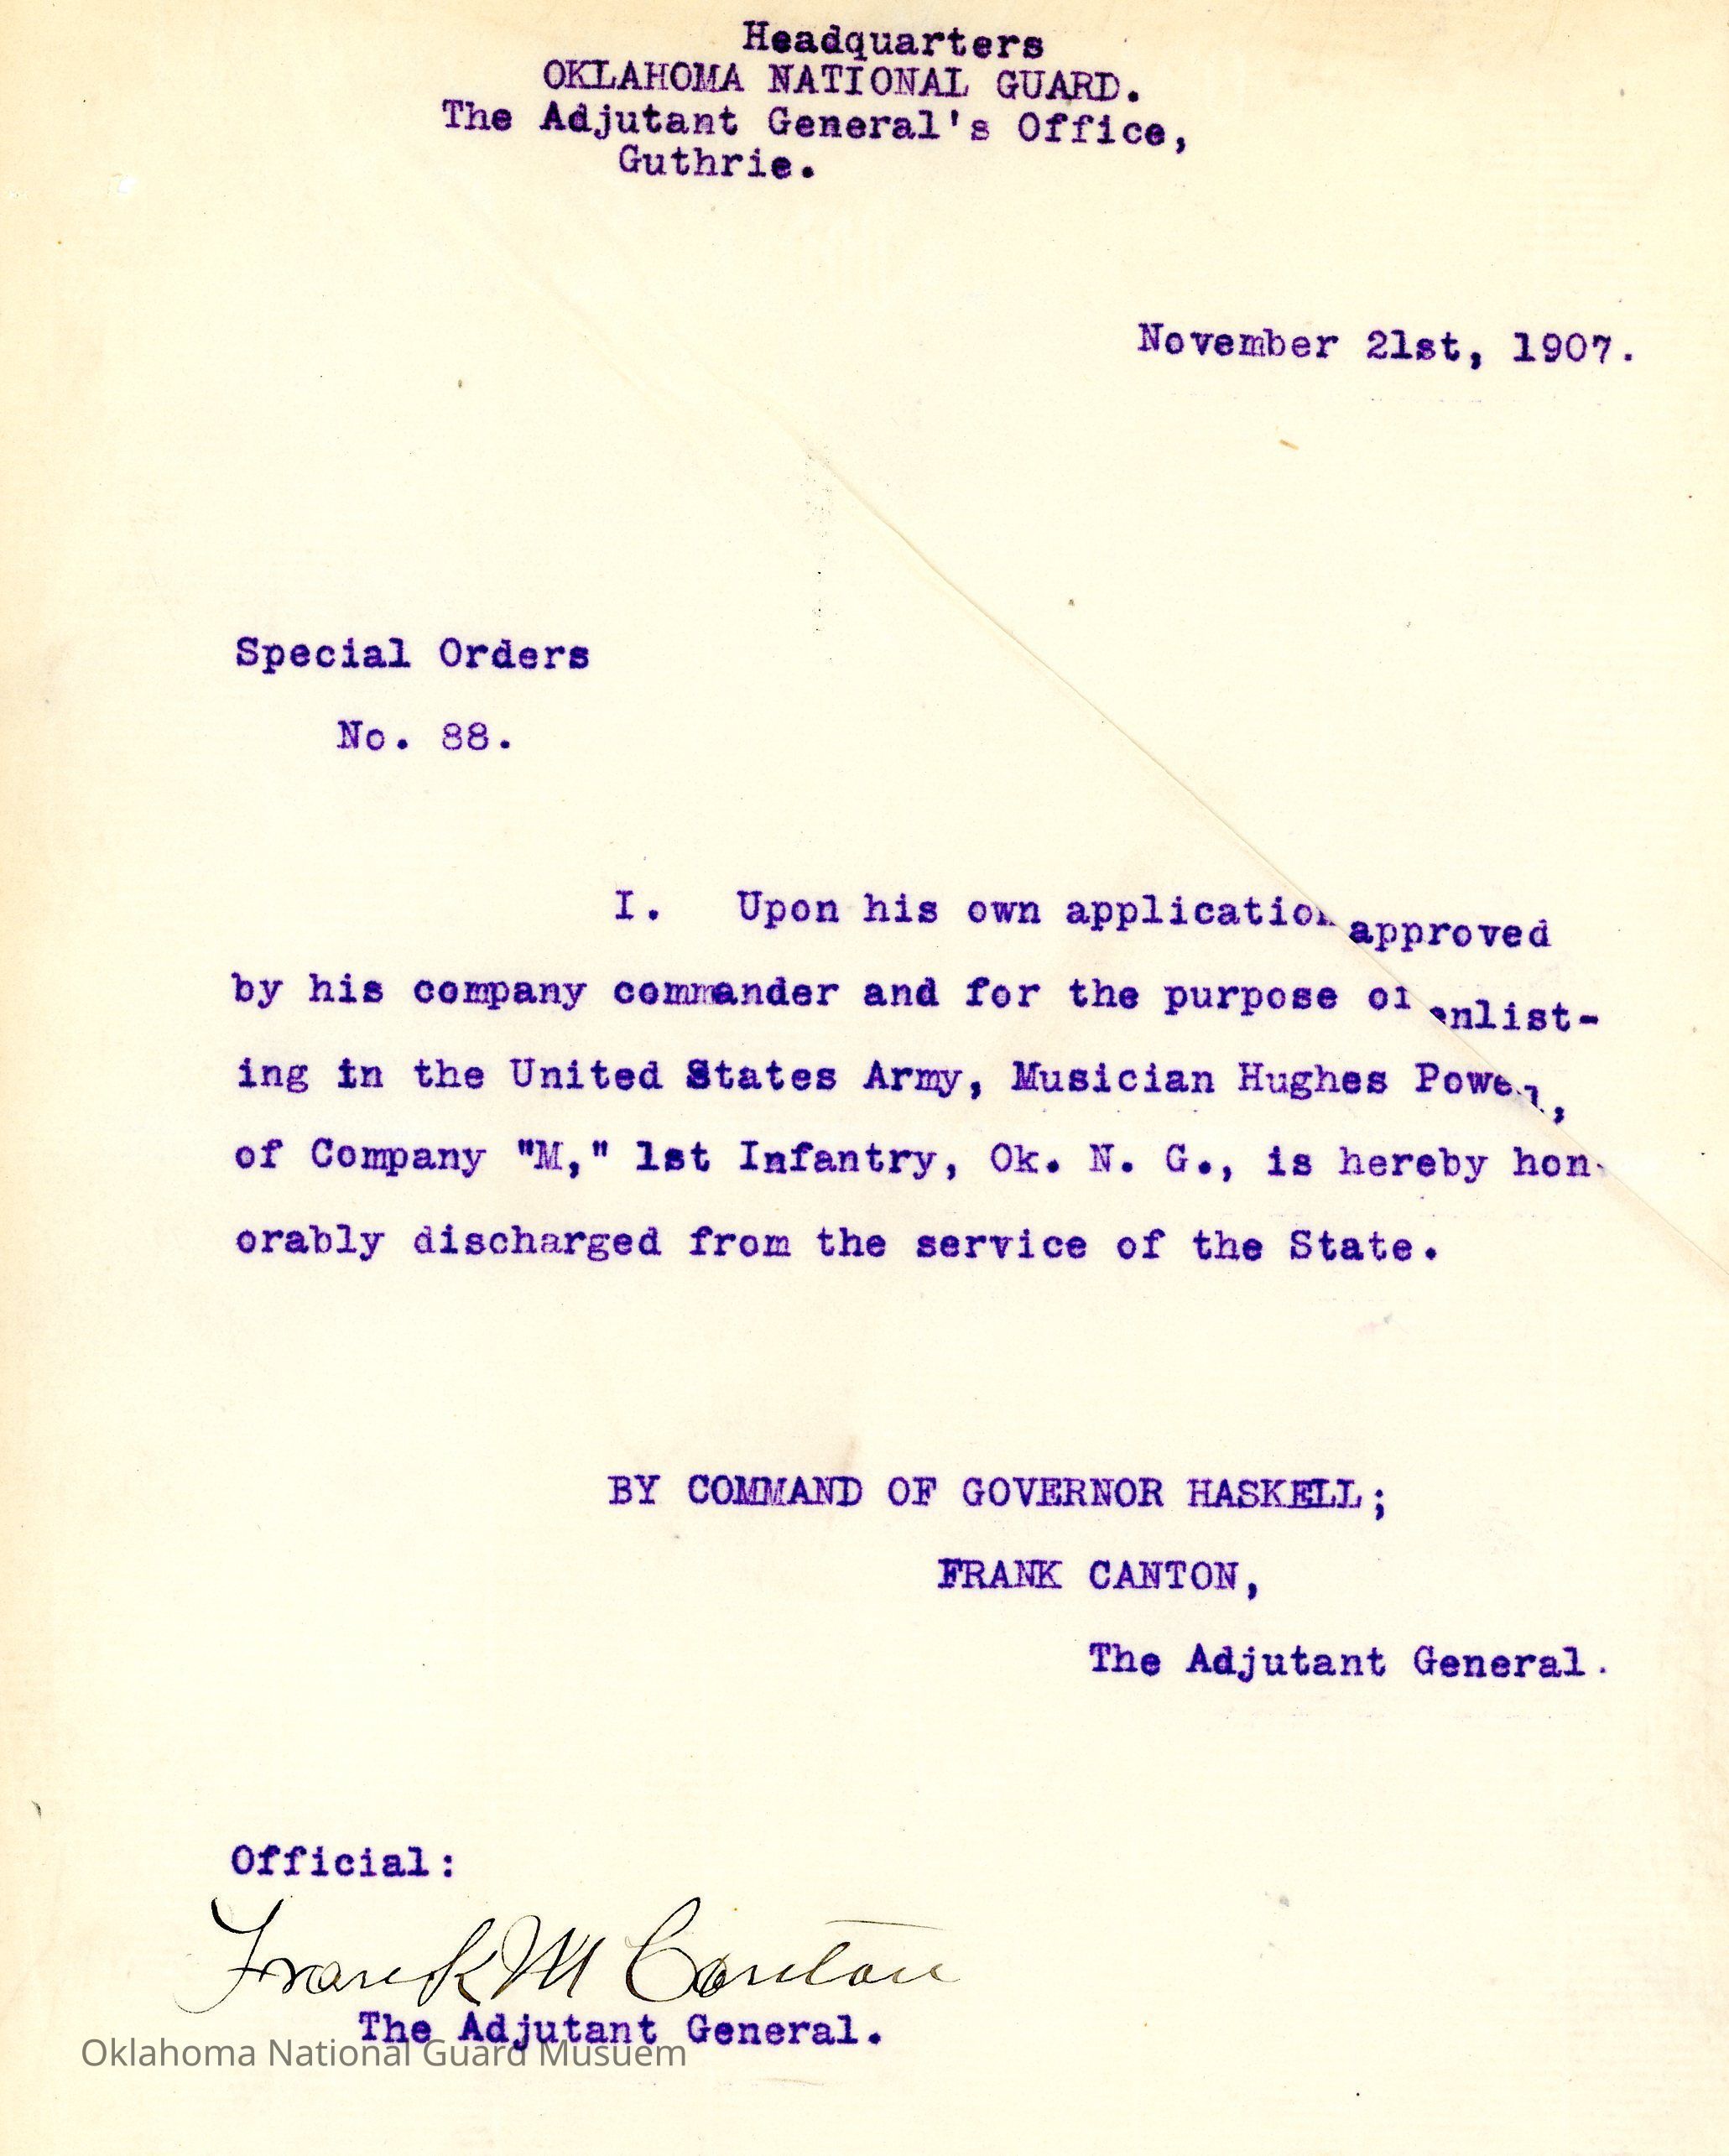 Headquarters
OKLAHOMA NATIONAL GUARD.
The Adjutant General's Office,
Guthrie.
November 21st, 1907.
Special Orders
No. 88.
I. Upon his own application approved
by his company commander and for the purpose of enlist-
ing in the United States Army, Musician Hughes
of Company "M," 1st Infantry, Ok. N. G., is hereby hon-
orably discharged from the service of the State.
BY COMMAND OF GOVERNOR HASKELL;
FRANK CANTON,
The Adjutant General.
Official:
Frank M Canton
The Adjutant General.
Oklahoma National Guard Musuem